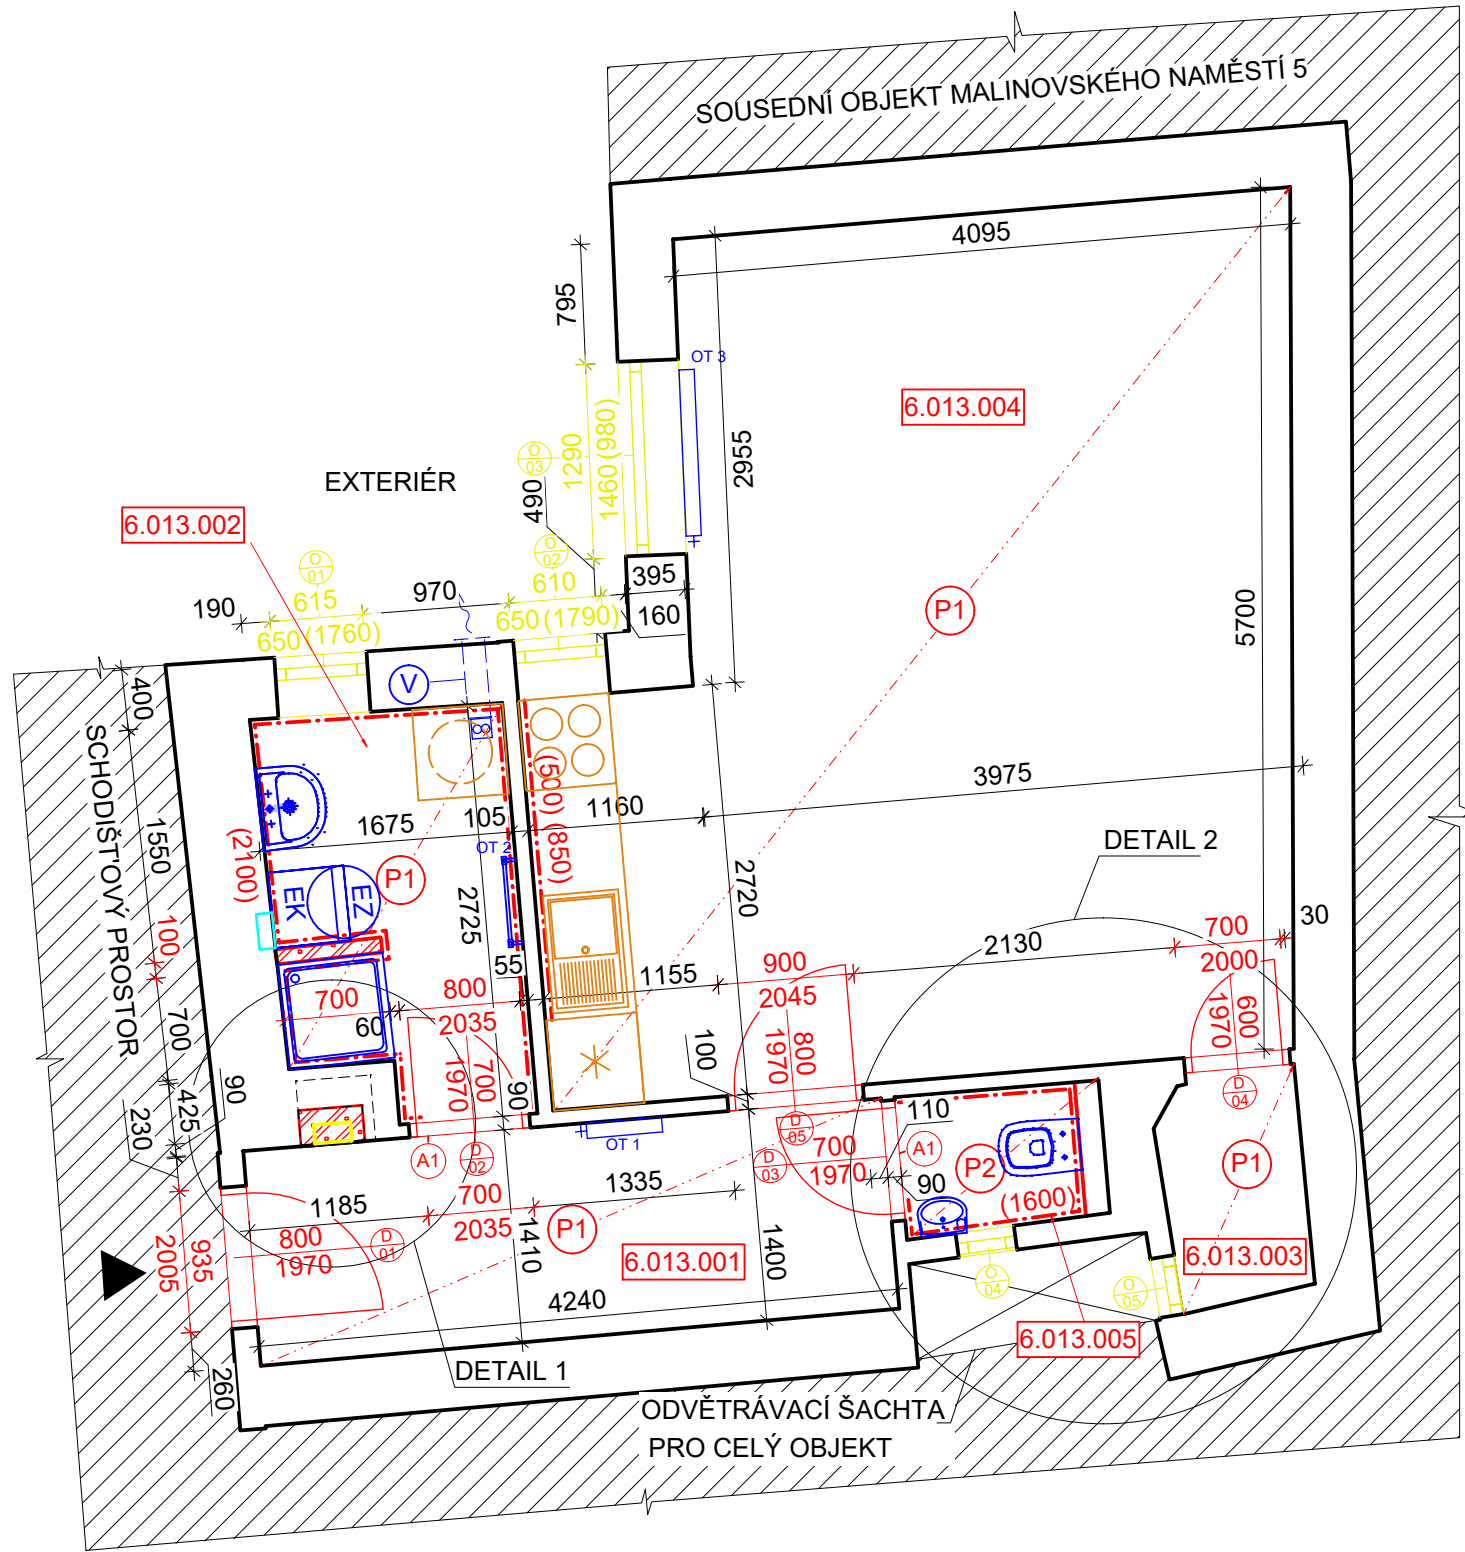 SOUSEDNÍ OBJEKT MALINOVSKÉHO NAMĚSTÍ 5
4095
795
OT 3
6.013.004
2955
O
03
1290
1460 (980)
490
EXTERIÉR
6.013.002
O
01
O
02
190
615
970
610
395
650 (1760)
650 (1790)
160
P1
5700
V
400
SCHODIŠŤOVÝ PROSTOR
1550
(2100)
1675
105
(500) (850)
1160
3975
OT 2
P1
EK
EZ
2725
2720
DETAIL 2
100
55
1155
900
2045
2130
700
2000
30
700
800
2035
60
700
1970
90
100
800
1970
600
1970
700
425
230
90
D
04
A1
D
02
OT 1
D
05
D
03
700
1970
110
A1
90
P2
(1600)
P1
1185
700
2035
1335
P1
1410
1400
935
2005
800
1970
D
01
6.013.001
6.013.003
O
04
O
05
4240
6.013.005
260
DETAIL 1
ODVĚTRÁVACÍ ŠACHTA
PRO CELÝ OBJEKT